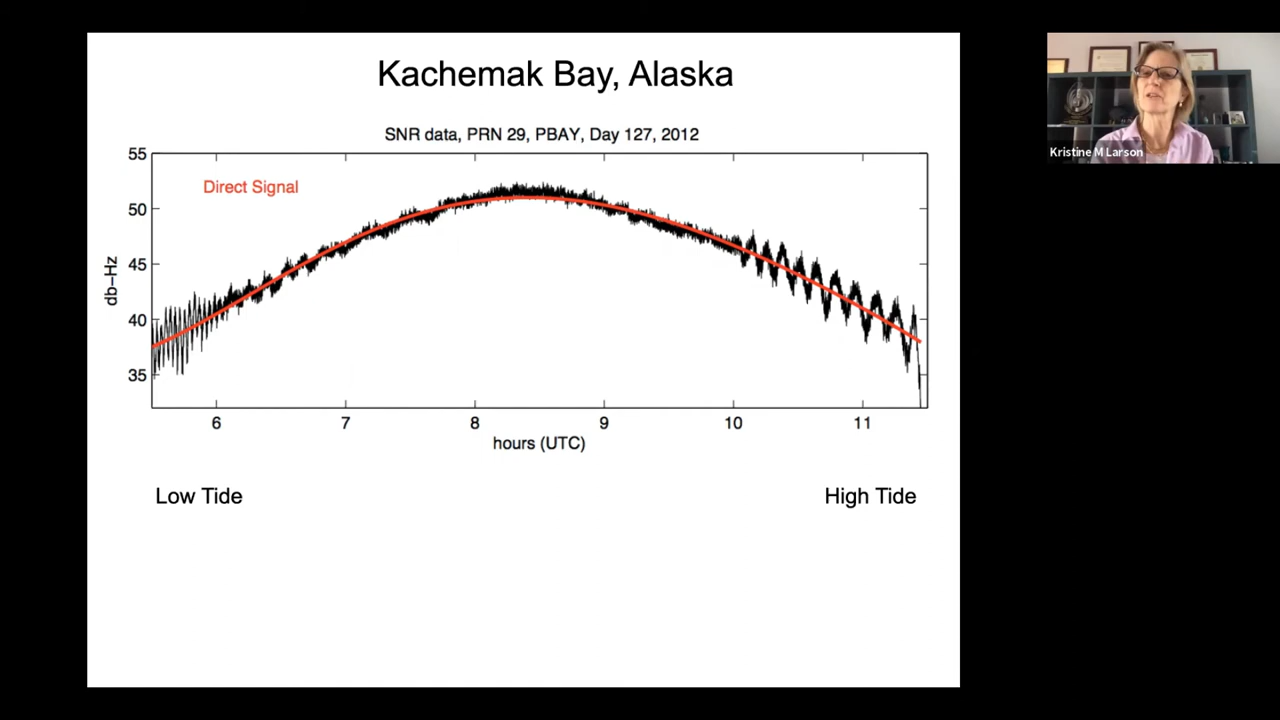 Kachemak Bay, Alaska
SNR data, PRN 29, PBAY, Day 127, 2012
Direct Signal
55
50
45
40
35
db-Hz
6 7 8 9 10 11
hours (UTC)
Low Tide High Tide
Kristine M Larson